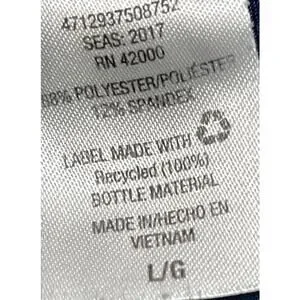 4712937508752
SEAS: 2017
RN 42000
88% POLYESTER/POLIÉSTER
12% SPANDEX
LABEL MADE WITH
Recycled (100%)
BOTTLE MATERIAL
MADE IN/HECHO EN
VIETNAM
L/G